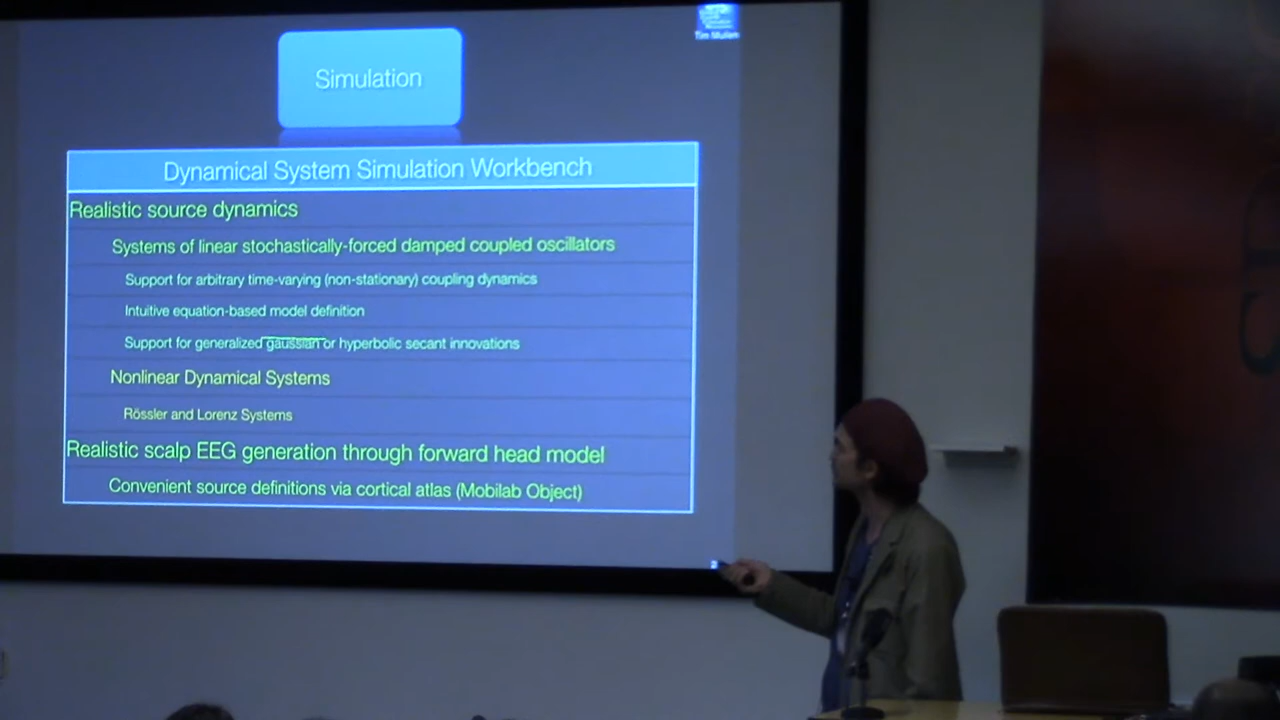 Tim Mullen
Simulation
Dynamical System Simulation Workbench
Realistic source dynamics
Systems of linear stochastically-forced damped coupled oscillators
Support for arbitrary time-varying (non-stationary) coupling dynamics
Intuitive equation-based model definition
Support for generalized gaussian or hyperbolic secant innovations
Nonlinear Dynamical Systems
Rössler and Lorenz Systems
Realistic scalp EEG generation through forward head model
Convenient source definitions via cortical atlas (Mobilab Object)